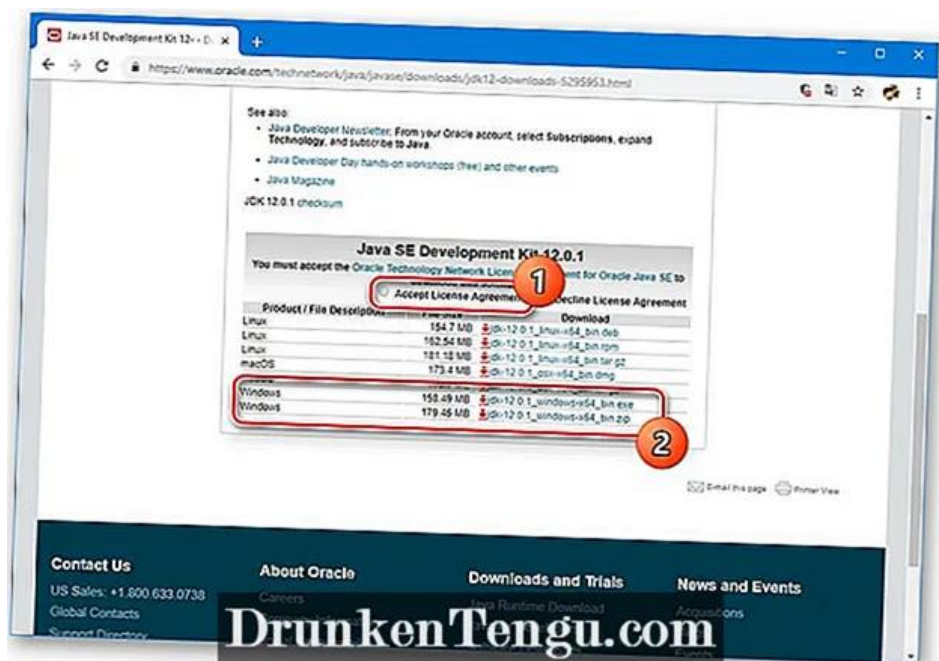 Java SE Development Kit 12 - D
https://www.oracle.com/technetwork/java/javase/downloads/jdk12-downloads-5295953.html
See also:
Java Developer Newsletter: From your Oracle account, select Subscriptions, expand
Technology, and subscribe to Java.
Java Developer Day hands-on workshops (free) and other events
Java Magazine
JDK 12.0.1 checksum
Java SE Development Kit 12.0.1
You must accept the Oracle Technology Network for Oracle Java SE to
1
Accept License Agreement Decline License Agreement
Product / File Description File Size Download
Linux 154.7 MB jdk-12.0.1_linux-x64_bin.deb
Linux 162.54 MB jdk-12.0.1_linux-x64_bin.rpm
Linux 181.18 MB jdk-12.0.1_linux-x64_bin.tar.gz
macOS 173.4 MB jdk-12.0.1_osx-x64_bin.dmg
Windows 158.49 MB jdk-12.0.1_windows-x64_bin.exe
Windows 179.45 MB jdk-12.0.1_windows-x64_bin.zip
2
E-mail this page Printer View
Contact Us About Oracle Downloads and Trials News and Events
US Sales: +1.800.633.0738 Careers Java Runtime Download Acquisitions
Global Contacts
Support Directory Events
DrunkenTengu.com